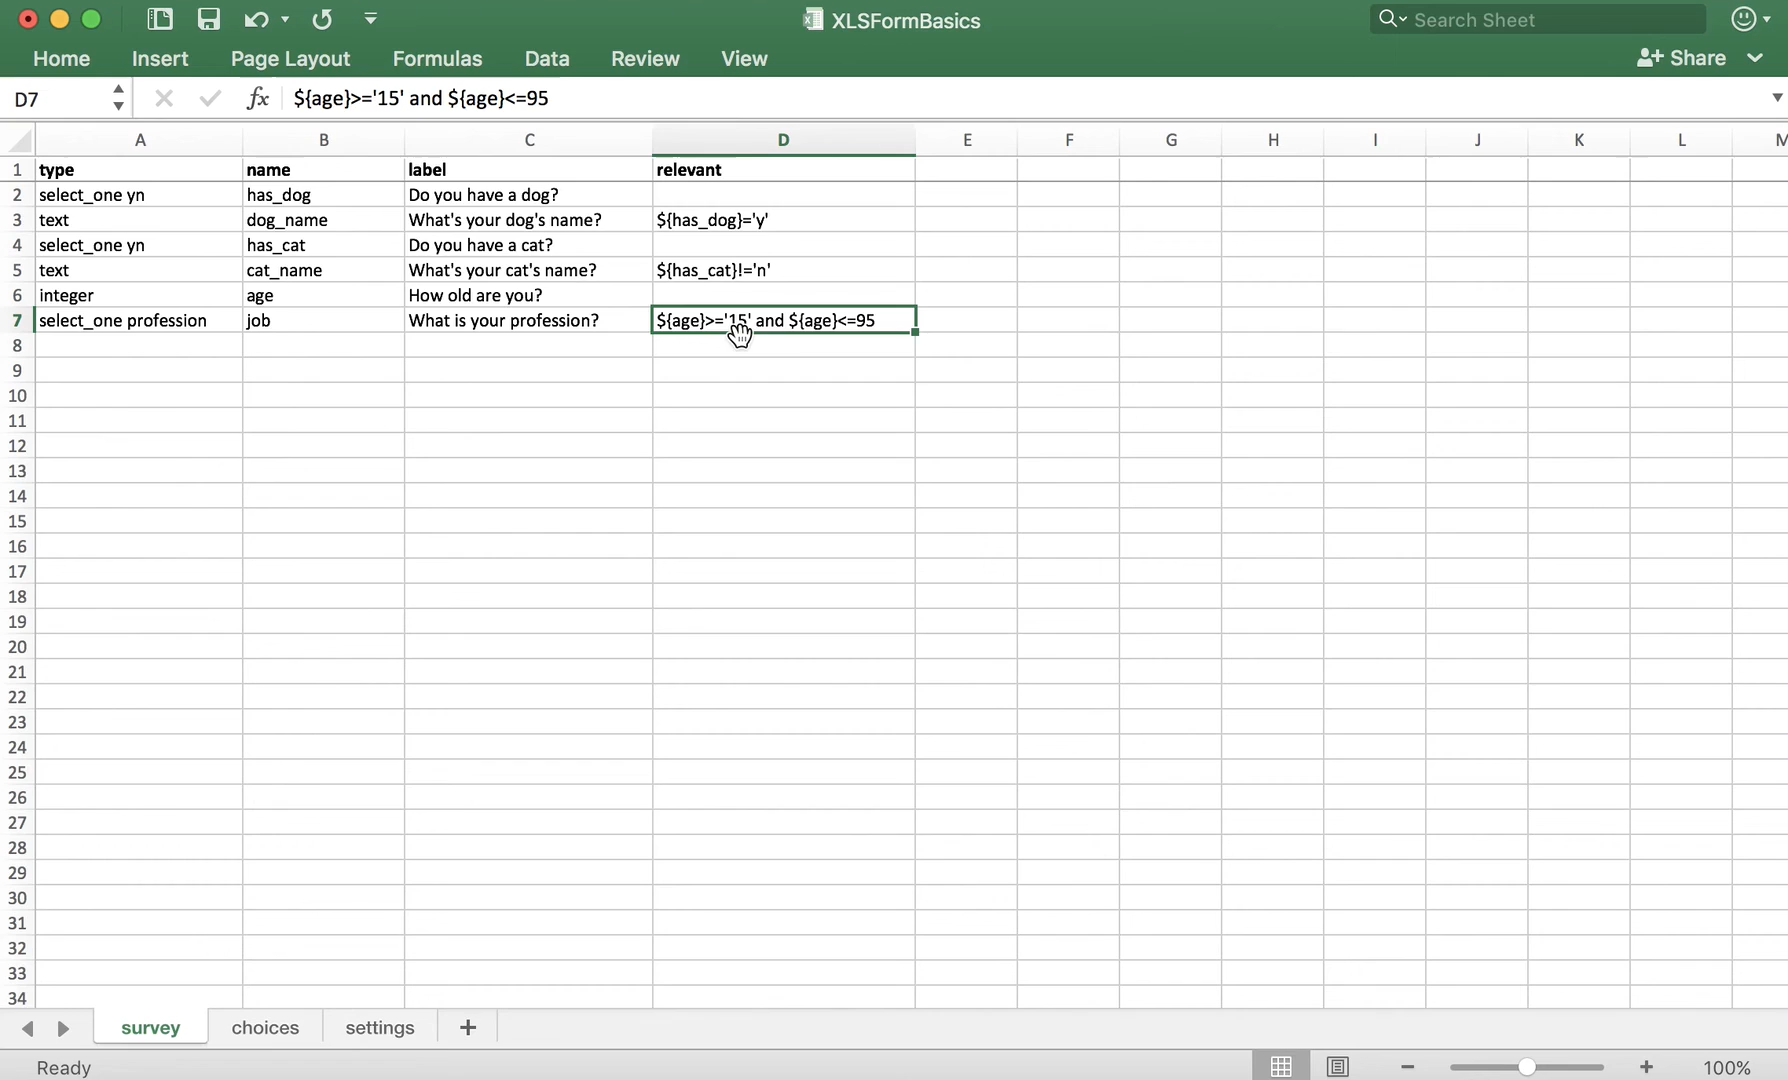 XLSFormBasics
Search Sheet
Home Insert Page Layout Formulas Data Review View Share
D7 fx ${age}>='15' and ${age}<=95
A B C D E F G H I J K L M
1 type name label relevant
2 select_one yn has_dog Do you have a dog?
3 text dog_name What's your dog's name? ${has_dog}='y'
4 select_one yn has_cat Do you have a cat?
5 text cat_name What's your cat's name? ${has_cat}!='n'
6 integer age How old are you?
7 select_one profession job What is your profession? ${age}>='15' and ${age}<=95
8
9
10
11
12
13
14
15
16
17
18
19
20
21
22
23
24
25
26
27
28
29
30
31
32
33
34
survey choices settings +
Ready 100%